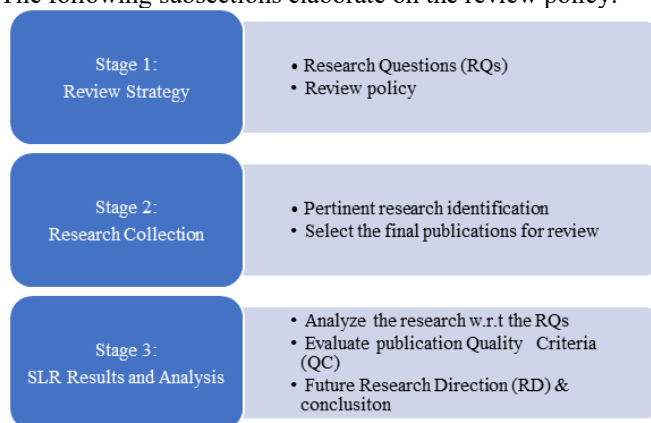 The following subsections elaborate on the review policy.
Stage 1:
Review Strategy
• Research Questions (RQs)
• Review policy
Stage 2:
Research Collection
• Pertinent research identification
• Select the final publications for review
Stage 3:
SLR Results and Analysis
• Analyze the research w.r.t the RQs
• Evaluate publication Quality Criteria
(QC)
• Future Research Direction (RD) &
conclusiton